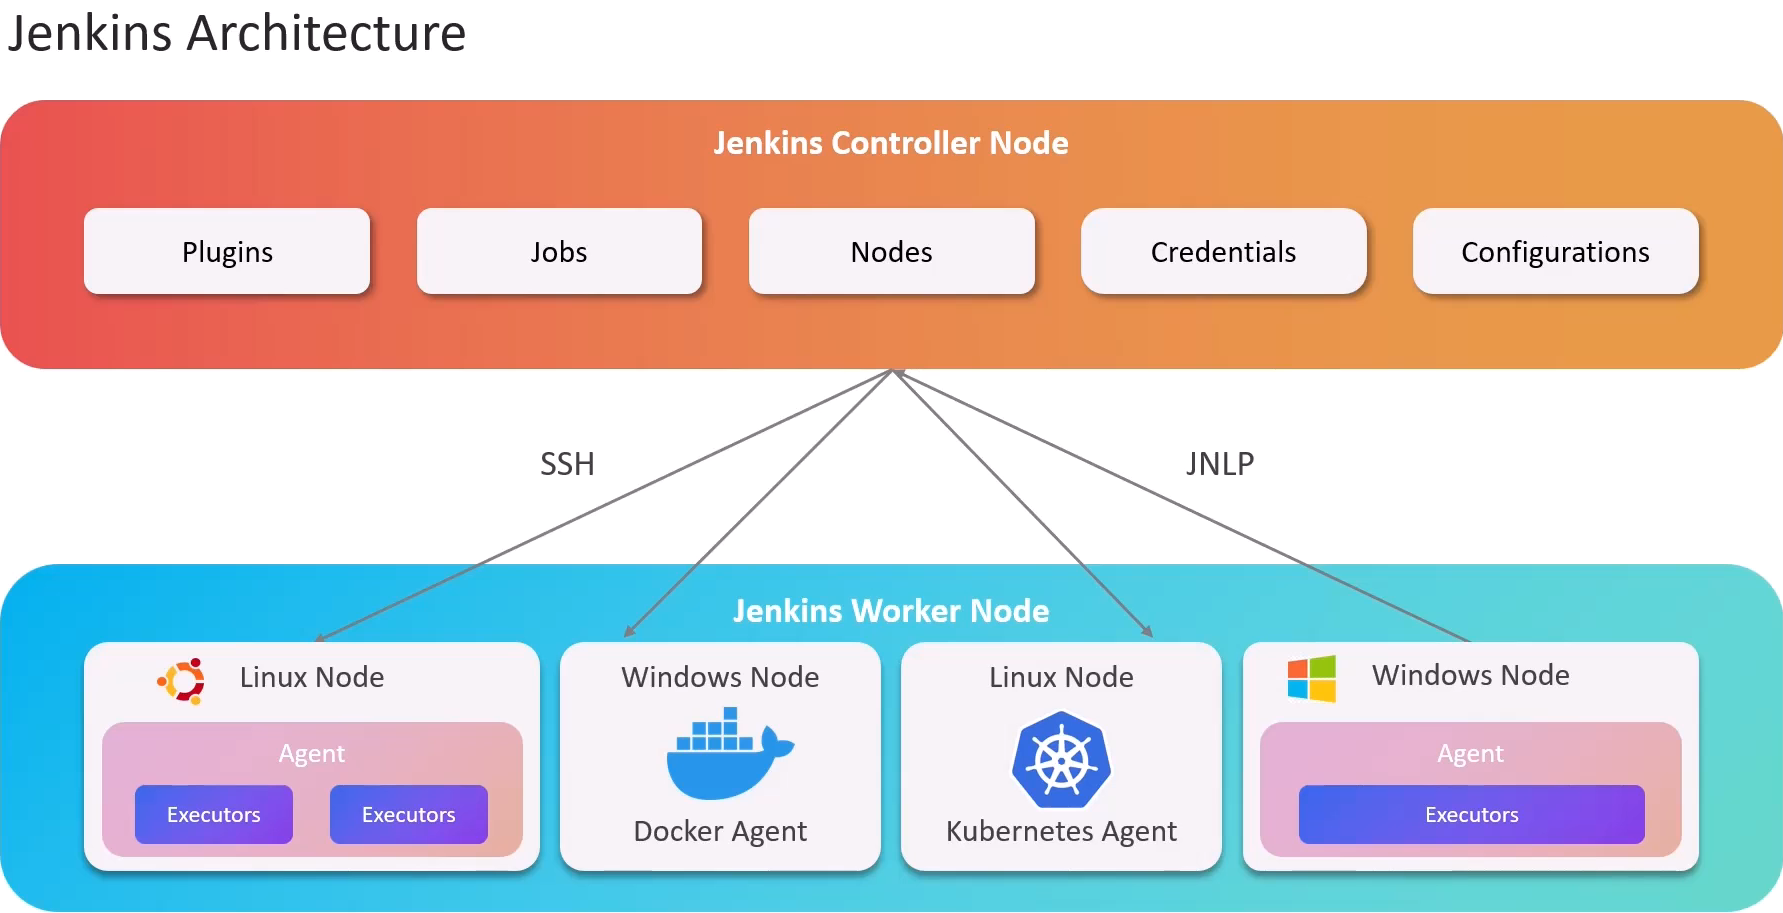 Jenkins Architecture
Jenkins Controller Node
Plugins
Jobs
Nodes
Credentials
Configurations
SSH
JNLP
Jenkins Worker Node
Linux Node
Agent
Executors
Executors
Windows Node
Docker Agent
Linux Node
Kubernetes Agent
Windows Node
Agent
Executors